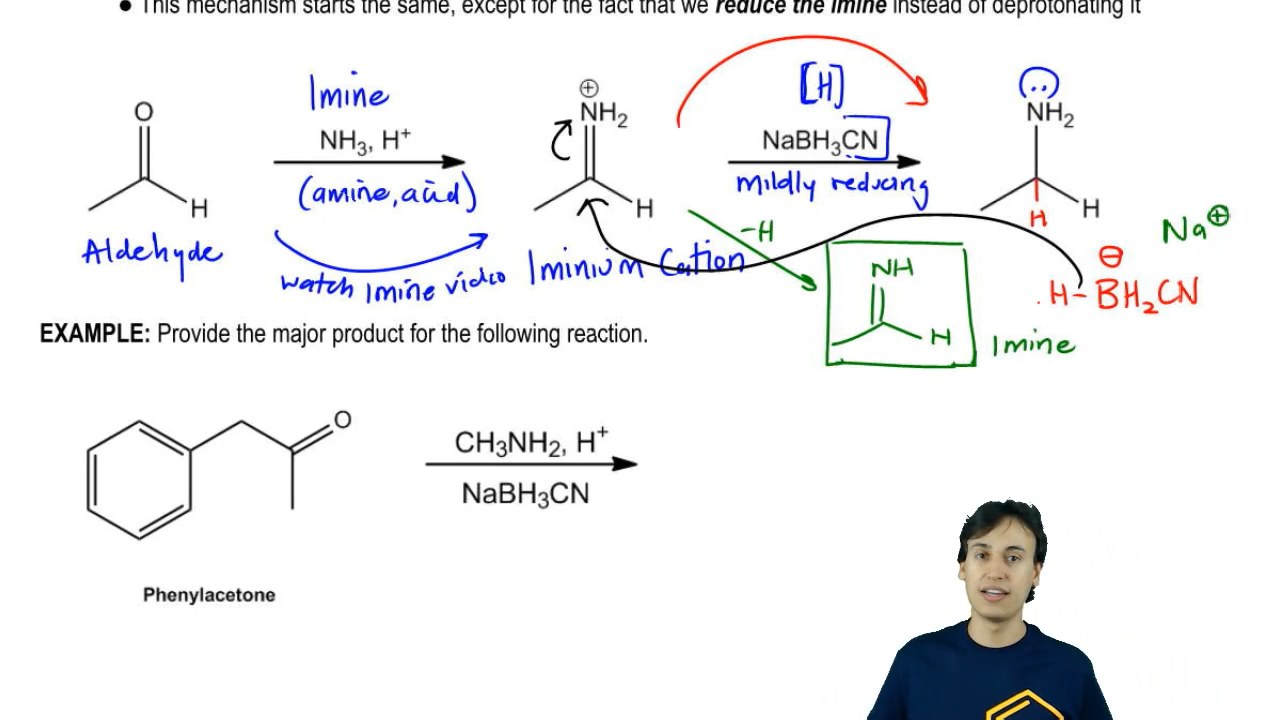 • This mechanism starts the same, except for the fact that we reduce the imine instead of deprotonating it
Imine
[H]
O
NH₃, H⁺
(amine, acid)
H
Aldehyde
watch Imine video
⊕
NH₂
H
Iminium Cation
NaBH₃CN
mildly reducing
(··)
NH₂
H
H
Na⊕
⊖
H-BH₂CN
-H
NH
H
Imine
EXAMPLE: Provide the major product for the following reaction.
O
CH₃NH₂, H⁺
NaBH₃CN
Phenylacetone